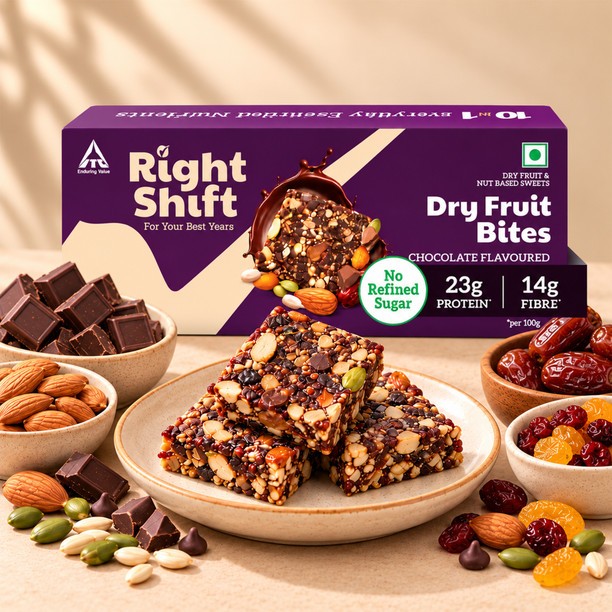 10 IN 1 Everyday Esentried Nutrients
ITC
Enduring Value
Right
Shift
For Your Best Years
DRY FRUIT &
NUT BASED SWEETS
Dry Fruit
Bites
CHOCOLATE FLAVOURED
No
Refined
Sugar
23g
PROTEIN*
14g
FIBRE*
*per 100g